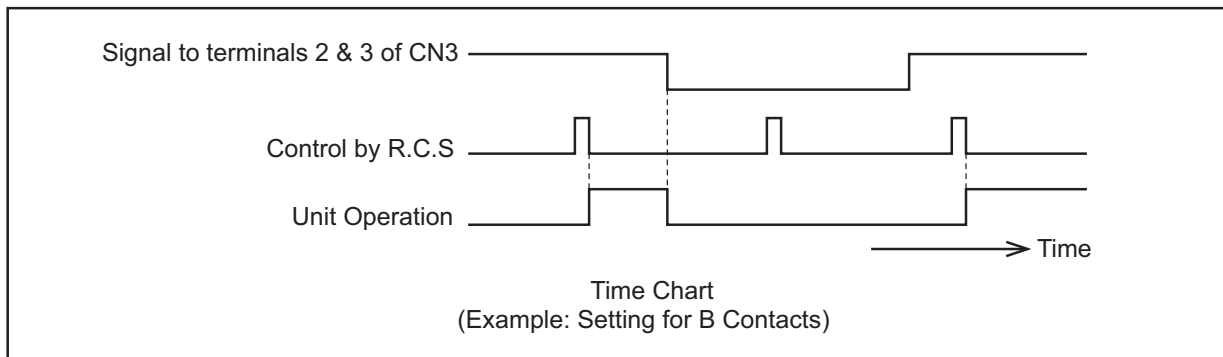 Signal to terminals 2 & 3 of CN3
Control by R.C.S
Unit Operation
Time
Time Chart
(Example: Setting for B Contacts)